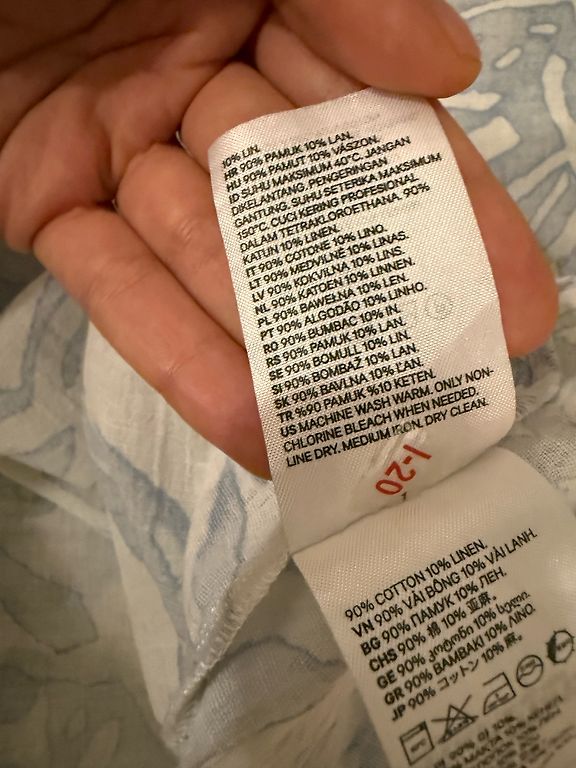 10% LIN.
HR 90% PAMUK 10% LAN.
HU 90% PAMUT 10% VÁSZON.
ID SUHU MAKSIMUM 40°C. JANGAN
DIKELANTANG. PENGERINGAN
GANTUNG. SUHU SETERIKA MAKSIMUM
150°C. CUCI KERING PROFESIONAL
DALAM TETRAKLOROETHANA. 90%
KATUN 10% LINEN.
IT 90% COTONE 10% LINO.
LT 90% MEDVILNĖ 10% LINAS.
LV 90% KOKVILNA 10% LINS.
NL 90% KATOEN 10% LINNEN.
PL 90% BAWEŁNA 10% LEN.
PT 90% ALGODÃO 10% LINHO.
RO 90% BUMBAC 10% IN.
RS 90% PAMUK 10% LAN.
SE 90% BOMULL 10% LIN.
SI 90% BOMBAŽ 10% LAN.
SK 90% BAVLNA 10% ĽAN.
TR %90 PAMUK %10 KETEN.
US MACHINE WASH WARM. ONLY NON-
CHLORINE BLEACH WHEN NEEDED.
LINE DRY. MEDIUM IRON. DRY CLEAN.
1-20
90% COTTON 10% LINEN.
VN 90% VẢI BÔNG 10% VẢI LANH.
BG 90% ПАМУК 10% ЛЕН.
CHS 90% 棉 10% 亚麻.
GE 90% ქოტონი 10% სელი.
GR 90% ΒΑΜΒΑΚΙ 10% ΛΙΝΟ.
JP 90% コットン 10% 麻.